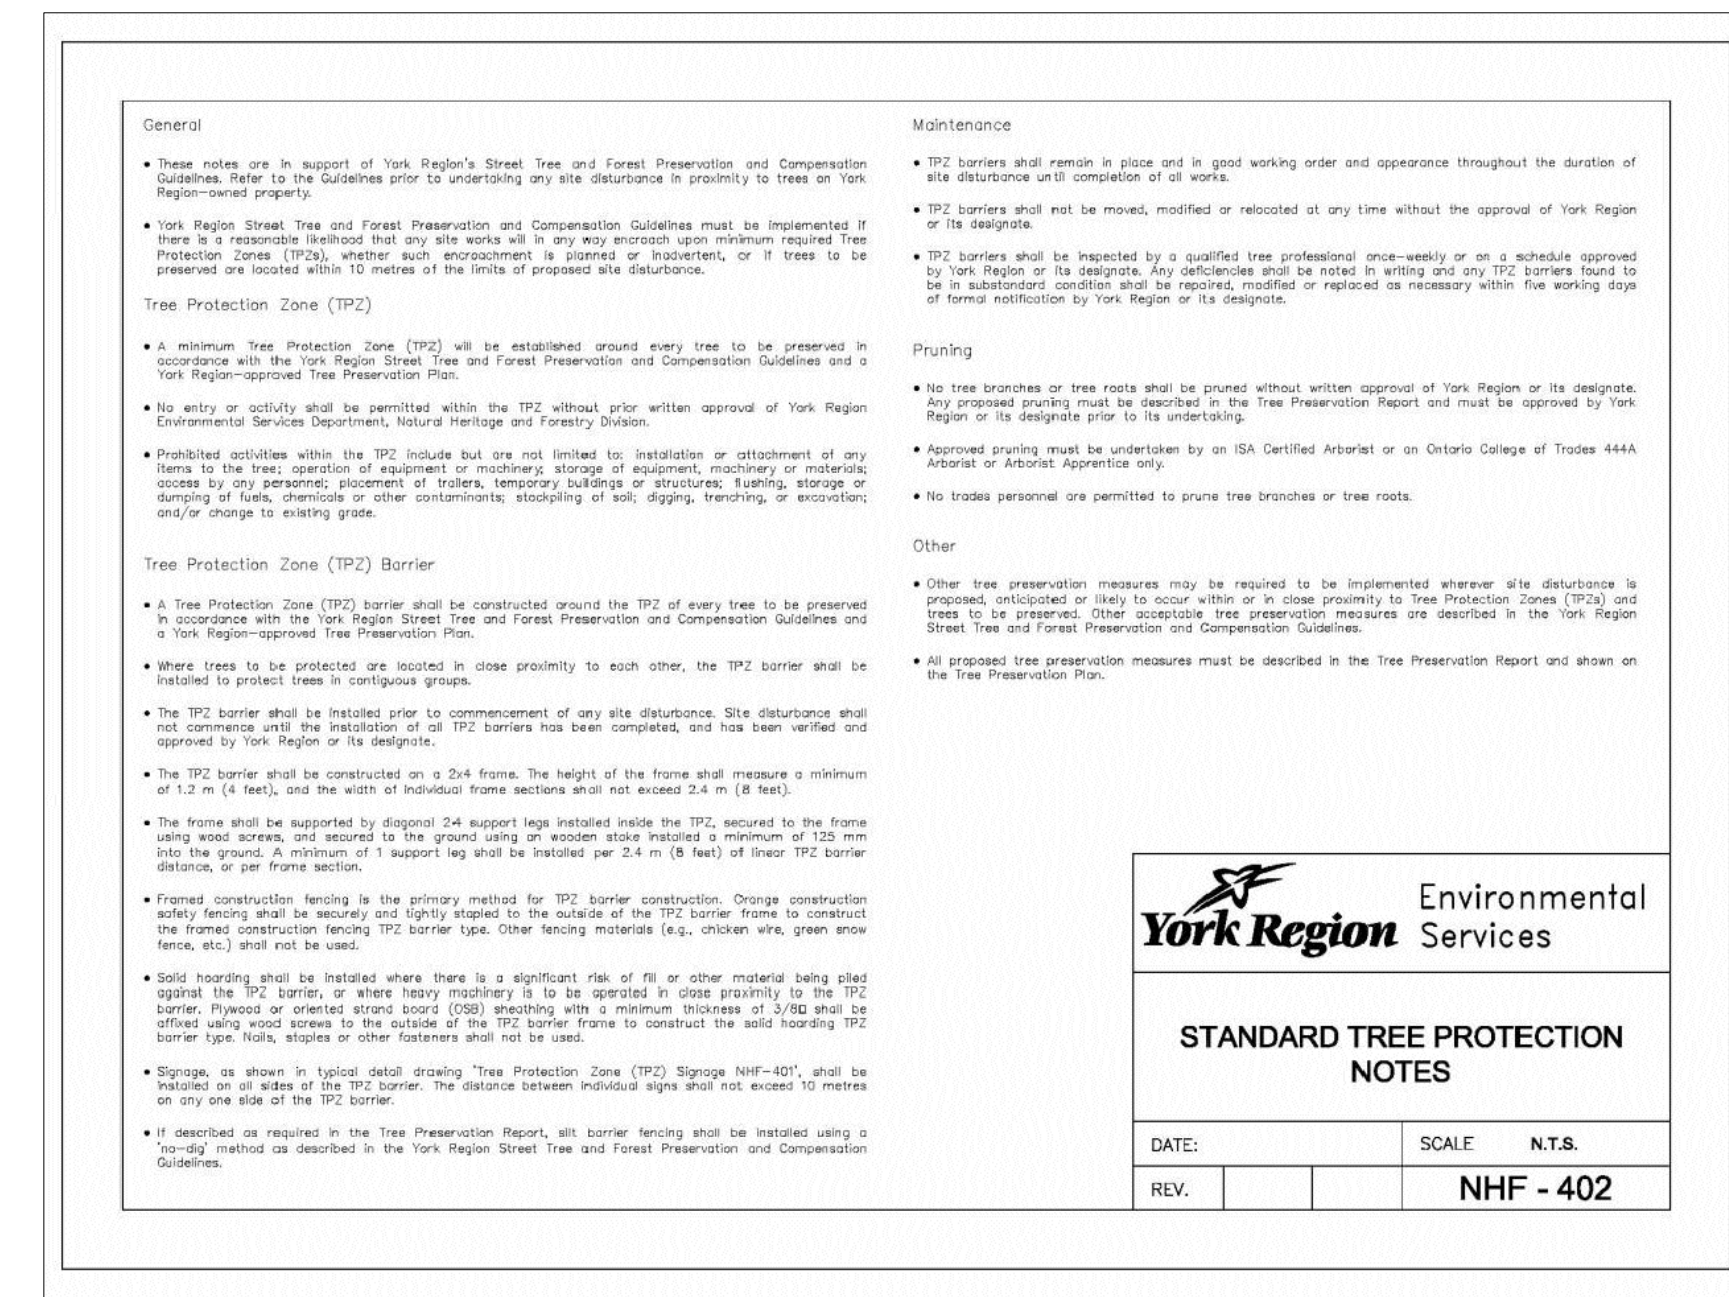 General
• These notes are in support of York Region's Street Tree and Forest Preservation and Compensation
Guidelines. Refer to the Guidelines prior to undertaking any site disturbance in proximity to trees on York
Region-owned property.
• York Region Street Tree and Forest Preservation and Compensation Guidelines must be implemented if
there is a reasonable likelihood that any site works will in any way encroach upon minimum required Tree
Protection Zones (TPZs), whether such encroachment is planned or inadvertent, or if trees to be
preserved are located within 10 metres of the limits of proposed site disturbance.
Tree Protection Zone (TPZ)
• A minimum Tree Protection Zone (TPZ) will be established around every tree to be preserved in
accordance with the York Region Street Tree and Forest Preservation and Compensation Guidelines and a
York Region-approved Tree Preservation Plan.
• No entry or activity shall be permitted within the TPZ without prior written approval of York Region
Environmental Services Department, Natural Heritage and Forestry Division.
• Prohibited activities within the TPZ include but are not limited to: installation or attachment of any
items to the tree; operation of equipment or machinery; storage of equipment, machinery or materials;
access by any personnel; placement of trailers, temporary buildings or structures; flushing, storage or
dumping of fuels, chemicals or other contaminants; stockpiling of soil; digging, trenching, or excavation;
and/or change to existing grade.
Tree Protection Zone (TPZ) Barrier
• A Tree Protection Zone (TPZ) barrier shall be constructed around the TPZ of every tree to be preserved
in accordance with the York Region Street Tree and Forest Preservation and Compensation Guidelines and
a York Region-approved Tree Preservation Plan.
• Where trees to be protected are located in close proximity to each other, the TPZ barrier shall be
installed to protect trees in contiguous groups.
• The TPZ barrier shall be installed prior to commencement of any site disturbance. Site disturbance shall
not commence until the installation of all TPZ barriers has been completed, and has been verified and
approved by York Region or its designate.
• The TPZ barrier shall be constructed on a 2x4 frame. The height of the frame shall measure a minimum
of 1.2 m (4 feet), and the width of individual frame sections shall not exceed 2.4 m (8 feet).
• The frame shall be supported by diagonal 2-4 support legs installed inside the TPZ, secured to the frame
using wood screws, and secured to the ground using an wooden stake installed a minimum of 125 mm
into the ground. A minimum of 1 support leg shall be installed per 2.4 m (8 feet) of linear TPZ barrier
distance, or per frame section.
• Framed construction fencing is the primary method for TPZ barrier construction. Orange construction
safety fencing shall be securely and tightly stapled to the outside of the TPZ barrier frame to construct
the framed construction fencing TPZ barrier type. Other fencing materials (e.g., chicken wire, green snow
fence, etc.) shall not be used.
• Solid hoarding shall be installed where there is a significant risk of fill or other material being piled
against the TPZ barrier, or where heavy machinery is to be operated in close proximity to the TPZ
barrier. Plywood or oriented strand board (OSB) sheathing with a minimum thickness of 3/8□ shall be
affixed using wood screws to the outside of the TPZ barrier frame to construct the solid hoarding TPZ
barrier type. Nails, staples or other fasteners shall not be used.
• Signage, as shown in typical detail drawing 'Tree Protection Zone (TPZ) Signage NHF-401', shall be
installed on all sides of the TPZ barrier. The distance between individual signs shall not exceed 10 metres
on any one side of the TPZ barrier.
• If described as required in the Tree Preservation Report, silt barrier fencing shall be installed using a
'no-dig' method as described in the York Region Street Tree and Forest Preservation and Compensation
Guidelines.
Maintenance
• TPZ barriers shall remain in place and in good working order and appearance throughout the duration of
site disturbance until completion of all works.
• TPZ barriers shall not be moved, modified or relocated at any time without the approval of York Region
or its designate.
• TPZ barriers shall be inspected by a qualified tree professional once-weekly or on a schedule approved
by York Region or its designate. Any deficiencies shall be noted in writing and any TPZ barriers found to
be in substandard condition shall be repaired, modified or replaced as necessary within five working days
of formal notification by York Region or its designate.
Pruning
• No tree branches or tree roots shall be pruned without written approval of York Region or its designate.
Any proposed pruning must be described in the Tree Preservation Report and must be approved by York
Region or its designate prior to its undertaking.
• Approved pruning must be undertaken by an ISA Certified Arborist or an Ontario College of Trades 444A
Arborist or Arborist Apprentice only.
• No trades personnel are permitted to prune tree branches or tree roots.
Other
• Other tree preservation measures may be required to be implemented wherever site disturbance is
proposed, anticipated or likely to occur within or in close proximity to Tree Protection Zones (TPZs) and
trees to be preserved. Other acceptable tree preservation measures are described in the York Region
Street Tree and Forest Preservation and Compensation Guidelines.
• All proposed tree preservation measures must be described in the Tree Preservation Report and shown on
the Tree Preservation Plan.
York Region
Environmental
Services
STANDARD TREE PROTECTION
NOTES
DATE:
SCALE N.T.S.
REV.
NHF - 402